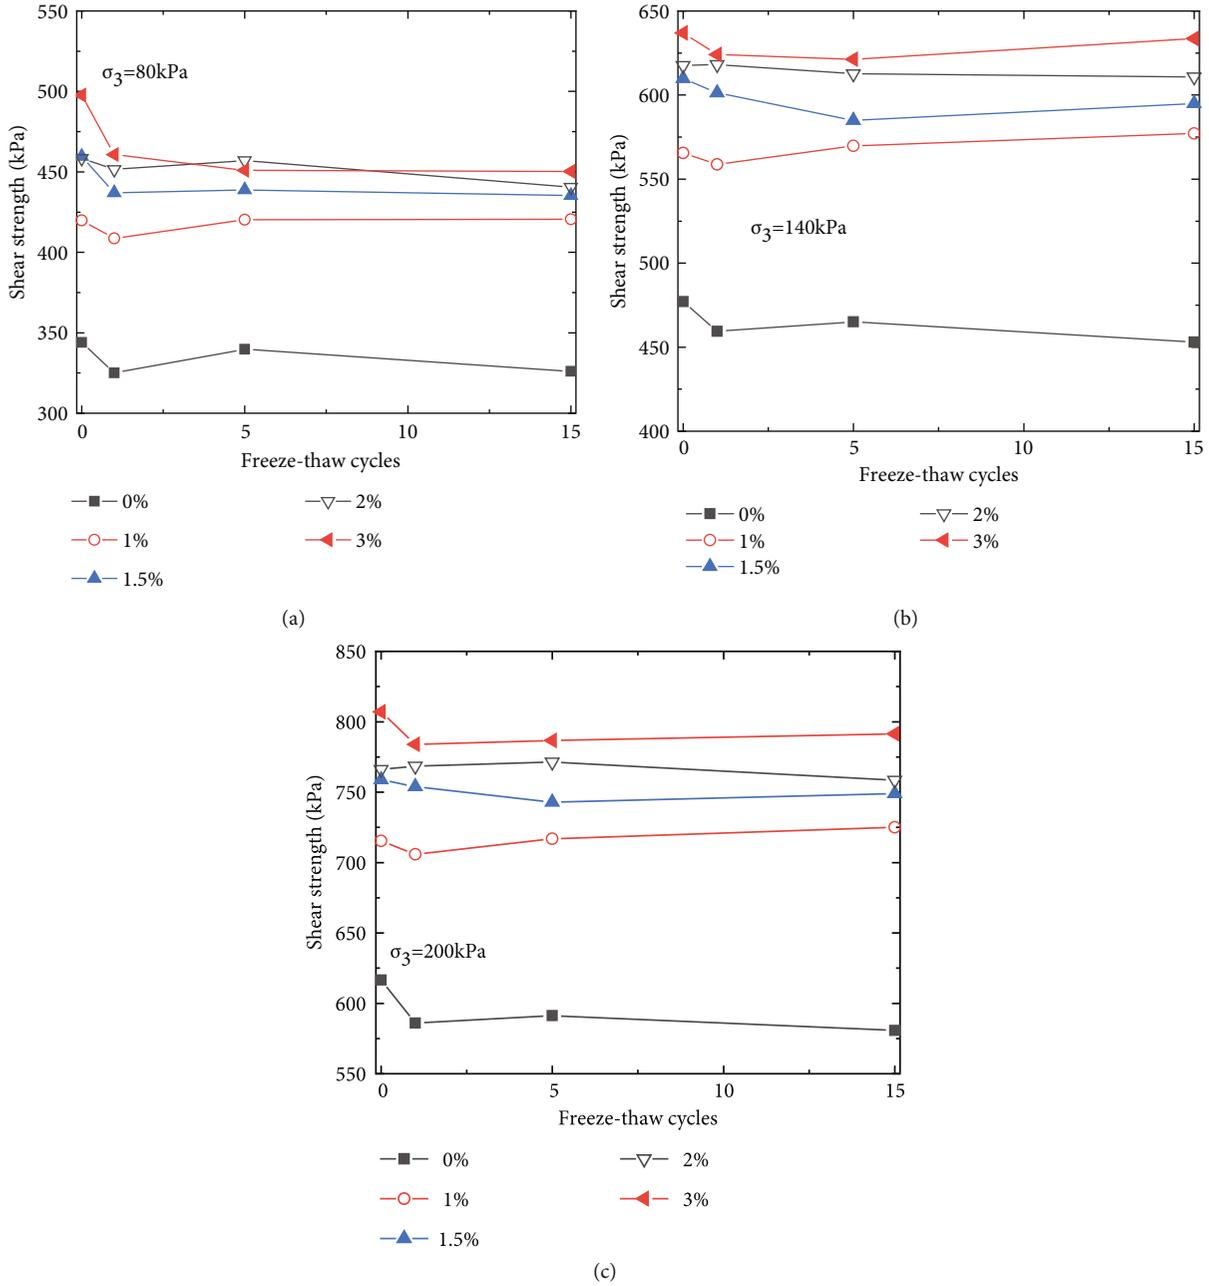 550
500
450
400
350
300
Shear strength (kPa)
σ3=80kPa
0 5 10 15
Freeze-thaw cycles
0% 2%
1% 3%
1.5%
(a)
650
600
550
500
450
400
Shear strength (kPa)
σ3=140kPa
0 5 10 15
Freeze-thaw cycles
0% 2%
1% 3%
1.5%
(b)
850
800
750
700
650
600
550
Shear strength (kPa)
σ3=200kPa
0 5 10 15
Freeze-thaw cycles
0% 2%
1% 3%
1.5%
(c)